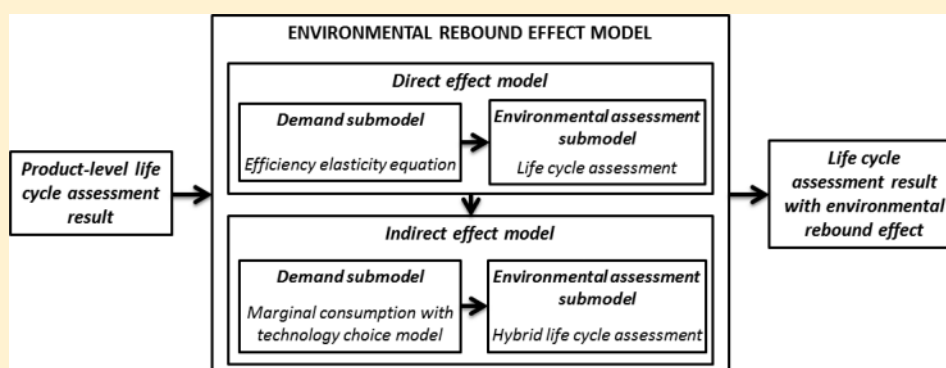 ENVIRONMENTAL REBOUND EFFECT MODEL
Product-level life
cycle assessment
result
Direct effect model
Demand submodel
Efficiency elasticity equation
Environmental assessment
submodel
Life cycle assessment
Indirect effect model
Demand submodel
Marginal consumption with
technology choice model
Environmental assessment
submodel
Hybrid life cycle assessment
Life cycle
assessment result
with environmental
rebound effect